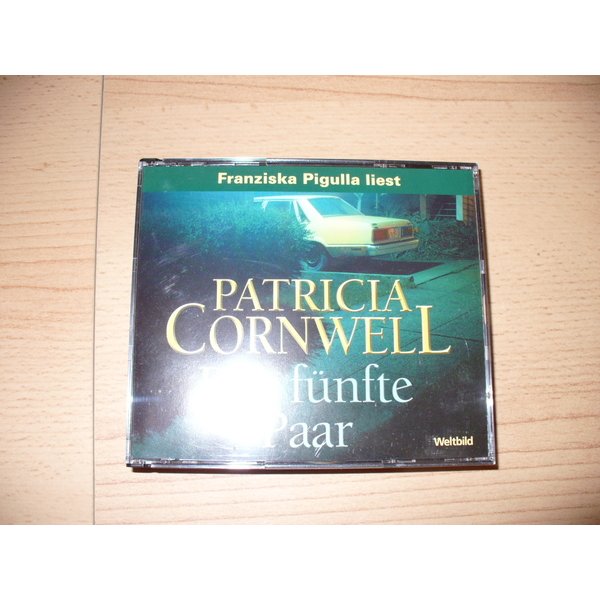 Franziska Pigulla liest
PATRICIA
CORNWELL
fünfte
Paar
Weltbild